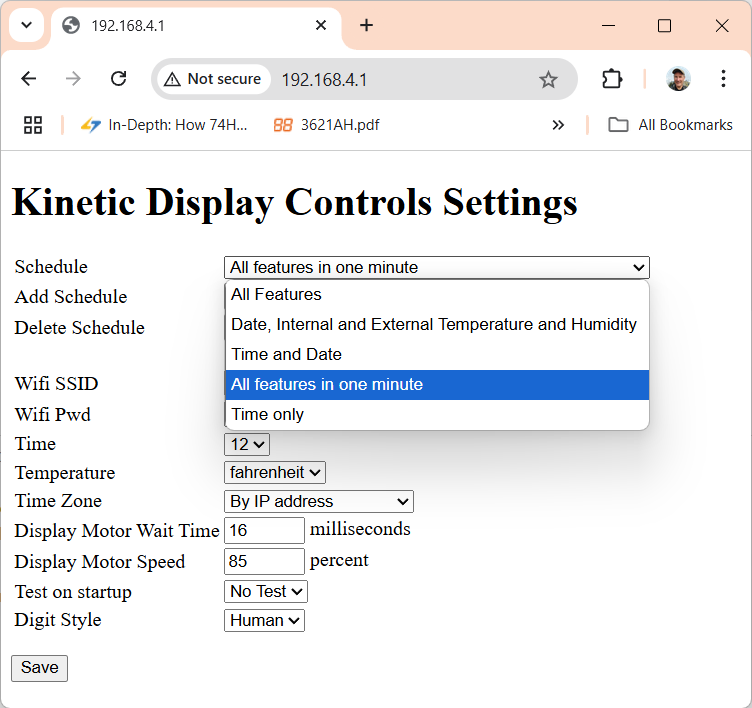 192.168.4.1
Not secure 192.168.4.1
In-Depth: How 74H... 3621AH.pdf All Bookmarks
Kinetic Display Controls Settings
Schedule All features in one minute
Add Schedule All Features
Delete Schedule Date, Internal and External Temperature and Humidity
Time and Date
Wifi SSID All features in one minute
Wifi Pwd Time only
Time 12
Temperature fahrenheit
Time Zone By IP address
Display Motor Wait Time 16 milliseconds
Display Motor Speed 85 percent
Test on startup No Test
Digit Style Human
Save